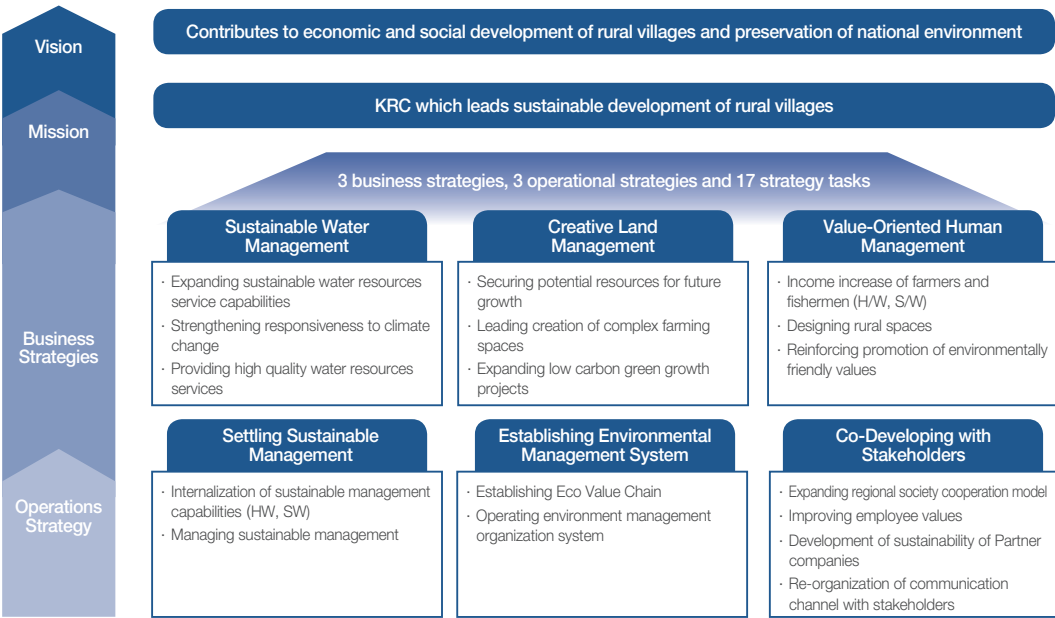 Vision
Contributes to economic and social development of rural villages and preservation of national environment
Mission
KRC which leads sustainable development of rural villages
3 business strategies, 3 operational strategies and 17 strategy tasks
Business
Strategies
Sustainable Water
Management
· Expanding sustainable water resources
service capabilities
· Strengthening responsiveness to climate
change
· Providing high quality water resources
services
Creative Land
Management
· Securing potential resources for future
growth
· Leading creation of complex farming
spaces
· Expanding low carbon green growth
projects
Value-Oriented Human
Management
· Income increase of farmers and
fishermen (H/W, S/W)
· Designing rural spaces
· Reinforcing promotion of environmentally
friendly values
Operations
Strategy
Settling Sustainable
Management
· Internalization of sustainable management
capabilities (HW, SW)
· Managing sustainable management
Establishing Environmental
Management System
· Establishing Eco Value Chain
· Operating environment management
organization system
Co-Developing with
Stakeholders
· Expanding regional society cooperation model
· Improving employee values
· Development of sustainability of Partner
companies
· Re-organization of communication
channel with stakeholders